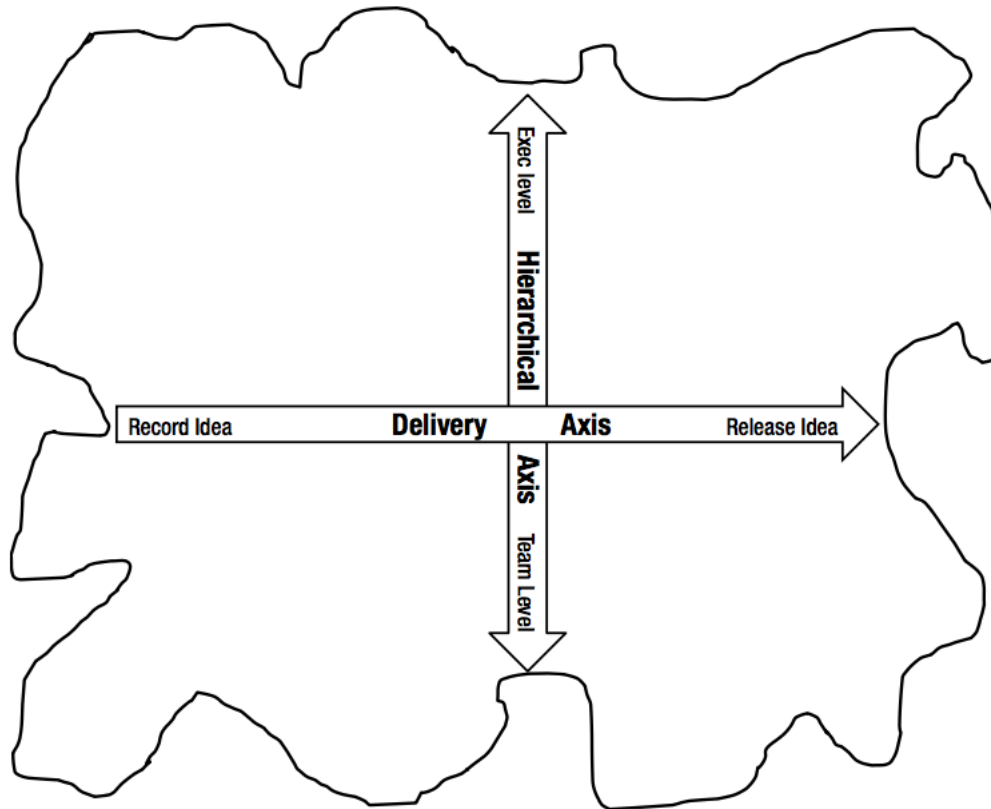 Exec level
Hierarchical
Axis
Team Level
Record Idea
Delivery Axis
Release Idea